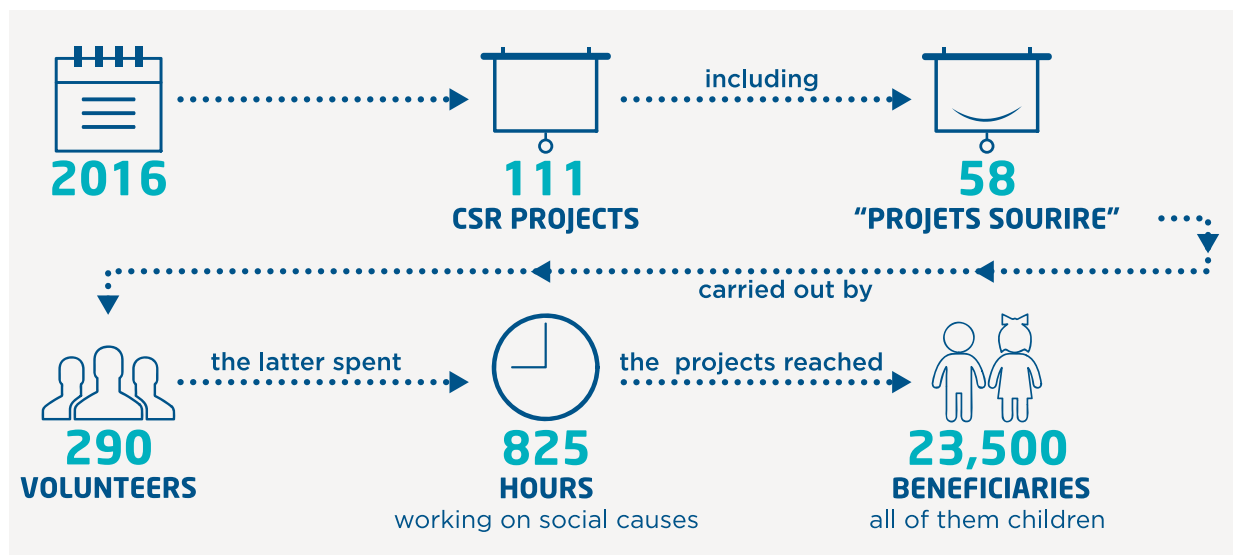 including
2016
111
CSR PROJECTS
58
“PROJETS SOURIRE”
carried out by
the latter spent
the projects reached
290
VOLUNTEERS
825
HOURS
working on social causes
23,500
BENEFICIARIES
all of them children